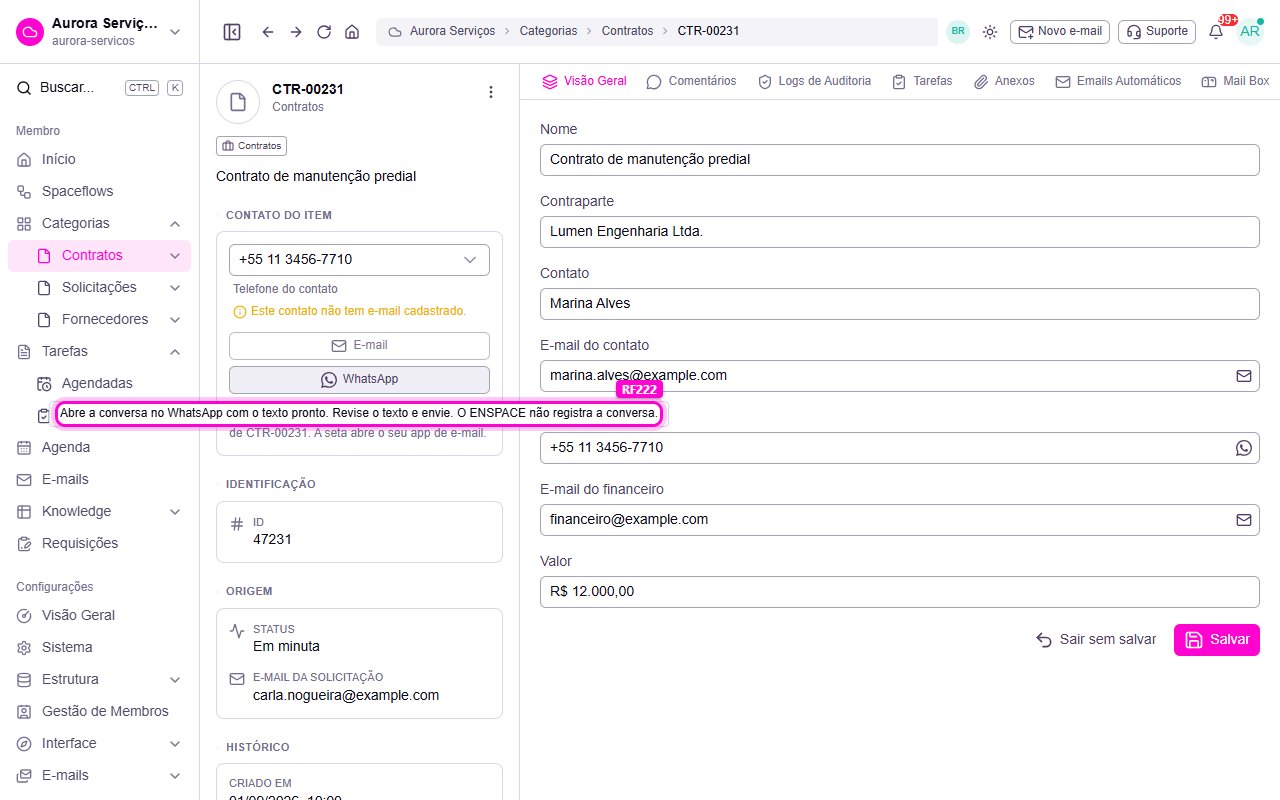 Aurora Serviç...
aurora-servicos
Buscar...
CTRL K
Membro
Início
Spaceflows
Categorias
Contratos
Solicitações
Fornecedores
Tarefas
Agendadas
Agenda
E-mails
Knowledge
Requisições
Configurações
Visão Geral
Sistema
Estrutura
Gestão de Membros
Interface
E-mails
Aurora Serviços > Categorias > Contratos > CTR-00231
BR
Novo e-mail
Suporte
99+
AR
CTR-00231
Contratos
Contratos
Contrato de manutenção predial
CONTATO DO ITEM
+55 11 3456-7710
Telefone do contato
Este contato não tem e-mail cadastrado.
E-mail
WhatsApp
RF222
Abre a conversa no WhatsApp com o texto pronto. Revise o texto e envie. O ENSPACE não registra a conversa.
de CTR-00231. A seta abre o seu app de e-mail.
IDENTIFICAÇÃO
ID
47231
ORIGEM
STATUS
Em minuta
E-MAIL DA SOLICITAÇÃO
carla.nogueira@example.com
HISTÓRICO
CRIADO EM
Visão Geral
Comentários
Logs de Auditoria
Tarefas
Anexos
Emails Automáticos
Mail Box
Nome
Contrato de manutenção predial
Contraparte
Lumen Engenharia Ltda.
Contato
Marina Alves
E-mail do contato
marina.alves@example.com
+55 11 3456-7710
E-mail do financeiro
financeiro@example.com
Valor
R$ 12.000,00
Sair sem salvar
Salvar